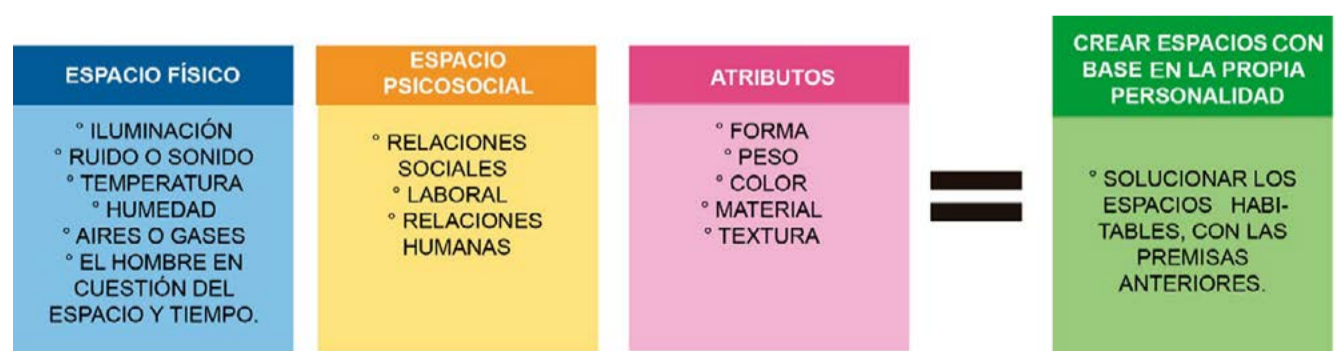 ESPACIO FÍSICO
° ILUMINACIÓN
° RUIDO O SONIDO
° TEMPERATURA
° HUMEDAD
° AIRES O GASES
° EL HOMBRE EN
CUESTIÓN DEL
ESPACIO Y TIEMPO.
ESPACIO
PSICOSOCIAL
° RELACIONES
SOCIALES
° LABORAL
° RELACIONES
HUMANAS
ATRIBUTOS
° FORMA
° PESO
° COLOR
° MATERIAL
° TEXTURA
=
CREAR ESPACIOS CON
BASE EN LA PROPIA
PERSONALIDAD
° SOLUCIONAR LOS
ESPACIOS HABI-
TABLES, CON LAS
PREMISAS
ANTERIORES.